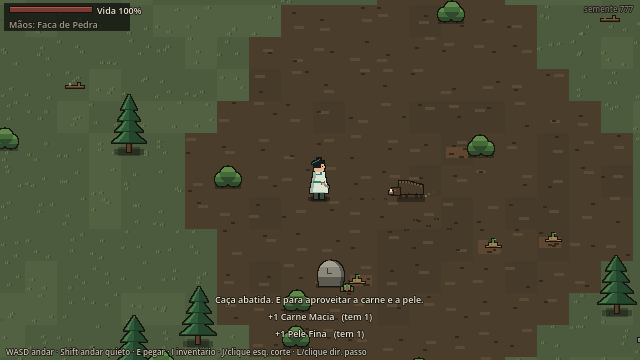 Vida 100%
Mãos: Faca de Pedra
semente 777
Caça abatida. E para aproveitar a carne e a pele.
+1 Carne Macia (tem 1)
+1 Pele Fina (tem 1)
WASD andar · Shift andar quieto · E pegar · I inventario · J/clique esq. corte · L/clique dir. passo